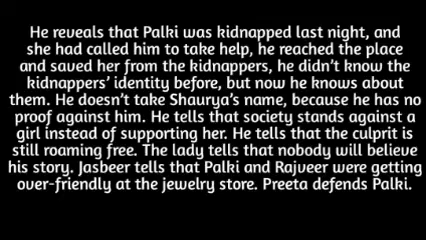 He reveals that Palki was kidnapped last night, and
she had called him to take help, he reached the place
and saved her from the kidnappers, he didn't know the
kidnappers' identity before, but now he knows about
them. He doesn't take Shaurya's name, because he has no
proof against him. He tells that society stands against a
girl instead of supporting her. He tells that the culprit is
still roaming free. The lady tells that nobody will believe
his story. Jasbeer tells that Palki and Rajveer were getting
over-friendly at the jewelry store. Preeta defends Palki.